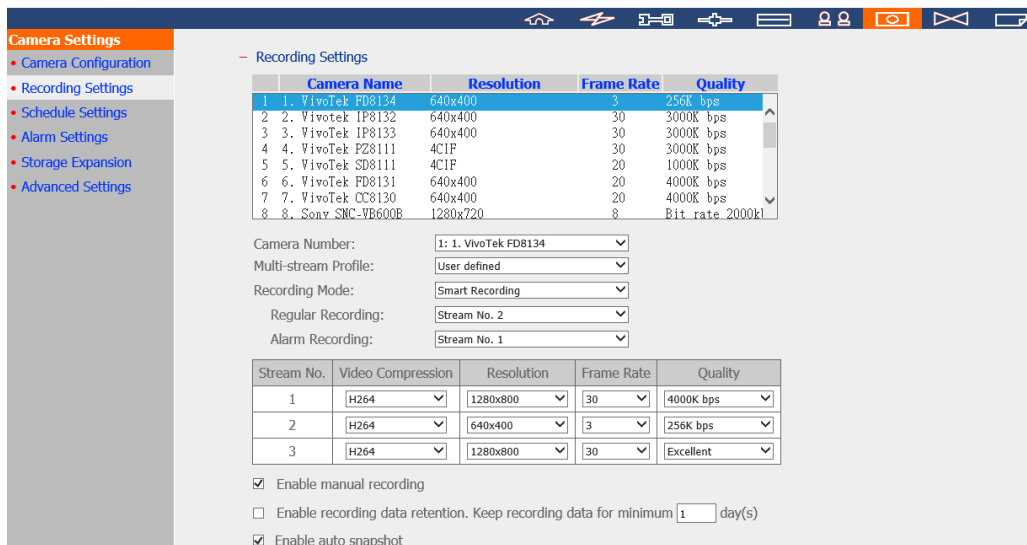 Camera Settings
• Camera Configuration
• Recording Settings
• Schedule Settings
• Alarm Settings
• Storage Expansion
• Advanced Settings
− Recording Settings
Camera Name Resolution Frame Rate Quality
1 1. VivoTek FD8134 640x400 3 256K bps
2 2. Vivotek IP8132 640x400 30 3000K bps
3 3. VivoTek IP8133 640x400 30 3000K bps
4 4. VivoTek PZ8111 4CIF 30 3000K bps
5 5. VivoTek SD8111 4CIF 20 1000K bps
6 6. VivoTek FD8131 640x400 20 4000K bps
7 7. VivoTek CC8130 640x400 20 4000K bps
8 8. Sony SNC-VB600B 1280x720 8 Bit rate 2000k
Camera Number: 1: 1. VivoTek FD8134
Multi-stream Profile: User defined
Recording Mode: Smart Recording
Regular Recording: Stream No. 2
Alarm Recording: Stream No. 1
Stream No. Video Compression Resolution Frame Rate Quality
1 H264 1280x800 30 4000K bps
2 H264 640x400 3 256K bps
3 H264 1280x800 30 Excellent
Enable manual recording
Enable recording data retention. Keep recording data for minimum 1 day(s)
Enable auto snapshot